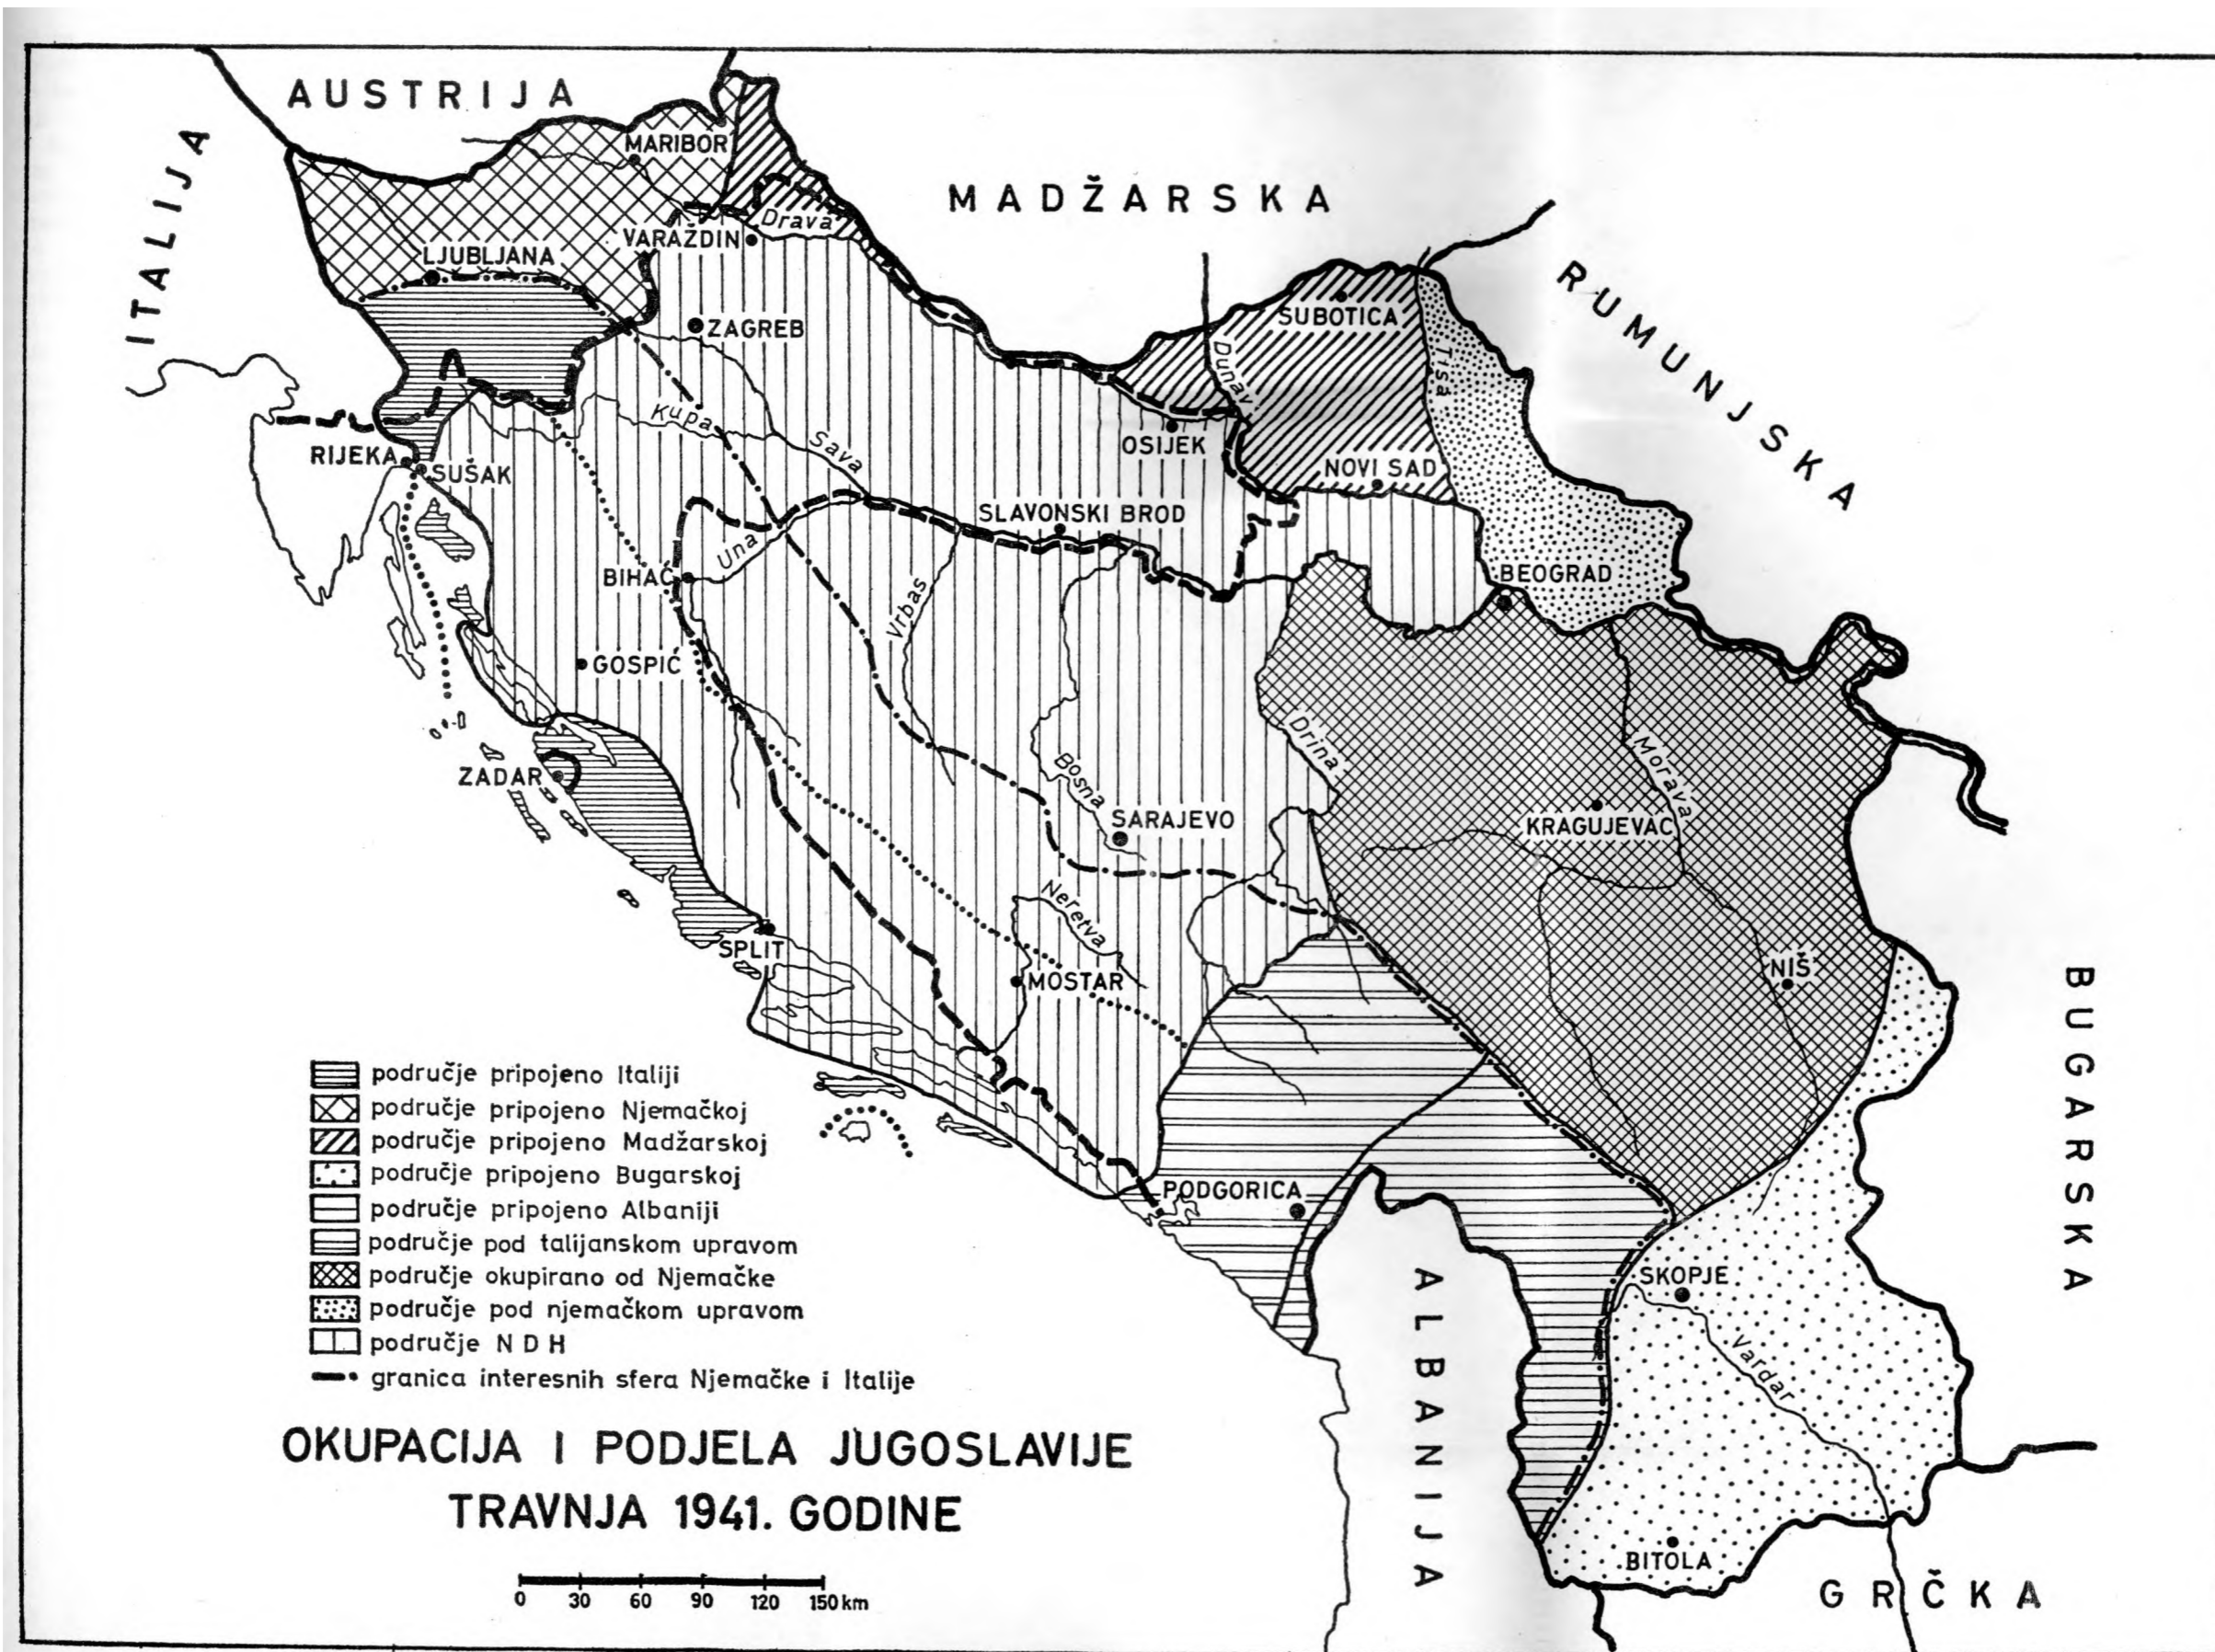 AUSTRIJA
ITALIJA
MADŽARSKA
RUMUNJSKA
BUGARSKA
ALBANIJA
GRČKA
MARIBOR
Drava
VARAŽDIN
LJUBLJANA
ZAGREB
SUBOTICA
Dunav
Tisa
Kupa
Sava
OSIJEK
RIJEKA
SUŠAK
NOVI SAD
SLAVONSKI BROD
Una
BIHAĆ
BEOGRAD
Vrbas
GOSPIĆ
Drina
Morava
Bosna
ZADAR
SARAJEVO
KRAGUJEVAC
Neretva
SPLIT
MOSTAR
NIŠ
PODGORICA
SKOPJE
Vardar
BITOLA
područje pripojeno Italiji
područje pripojeno Njemačkoj
područje pripojeno Madžarskoj
područje pripojeno Bugarskoj
područje pripojeno Albaniji
područje pod talijanskom upravom
područje okupirano od Njemačke
područje pod njemačkom upravom
područje NDH
granica interesnih sfera Njemačke i Italije
OKUPACIJA I PODJELA JUGOSLAVIJE
TRAVNJA 1941. GODINE
0 30 60 90 120 150 km